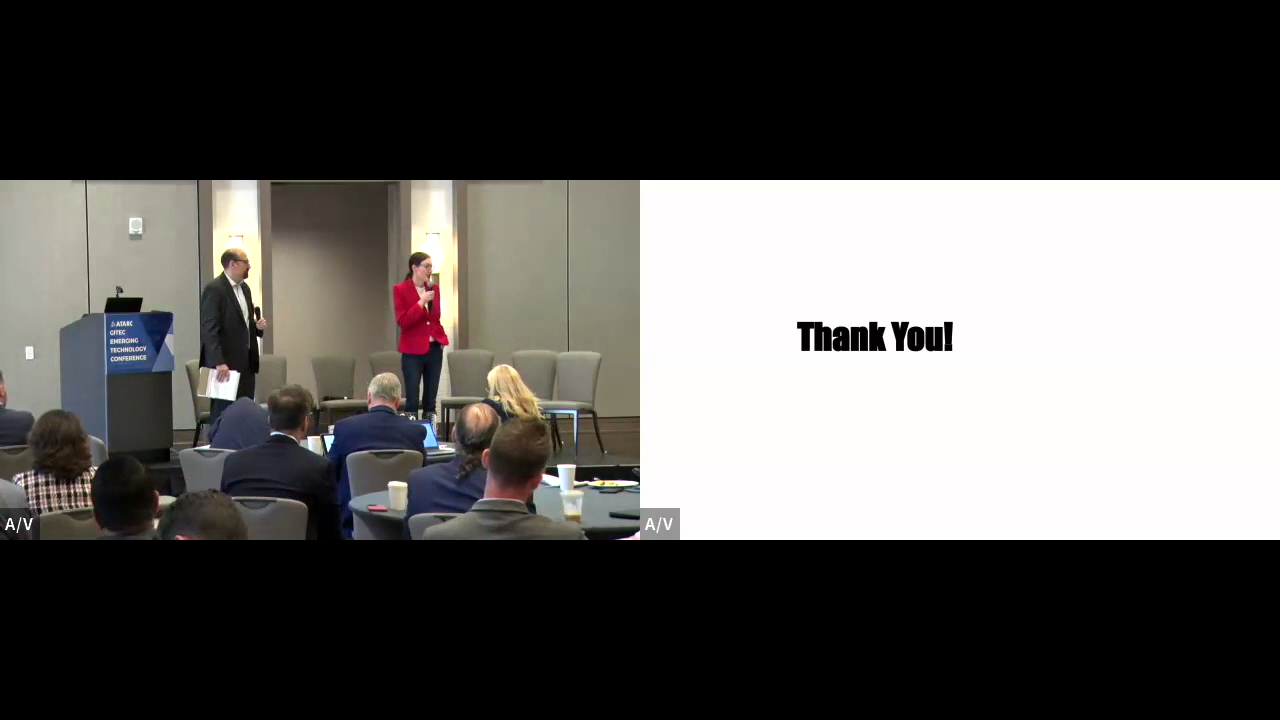 ATARC
GITEC
EMERGING
TECHNOLOGY
CONFERENCE
Thank You!
A/V
A/V